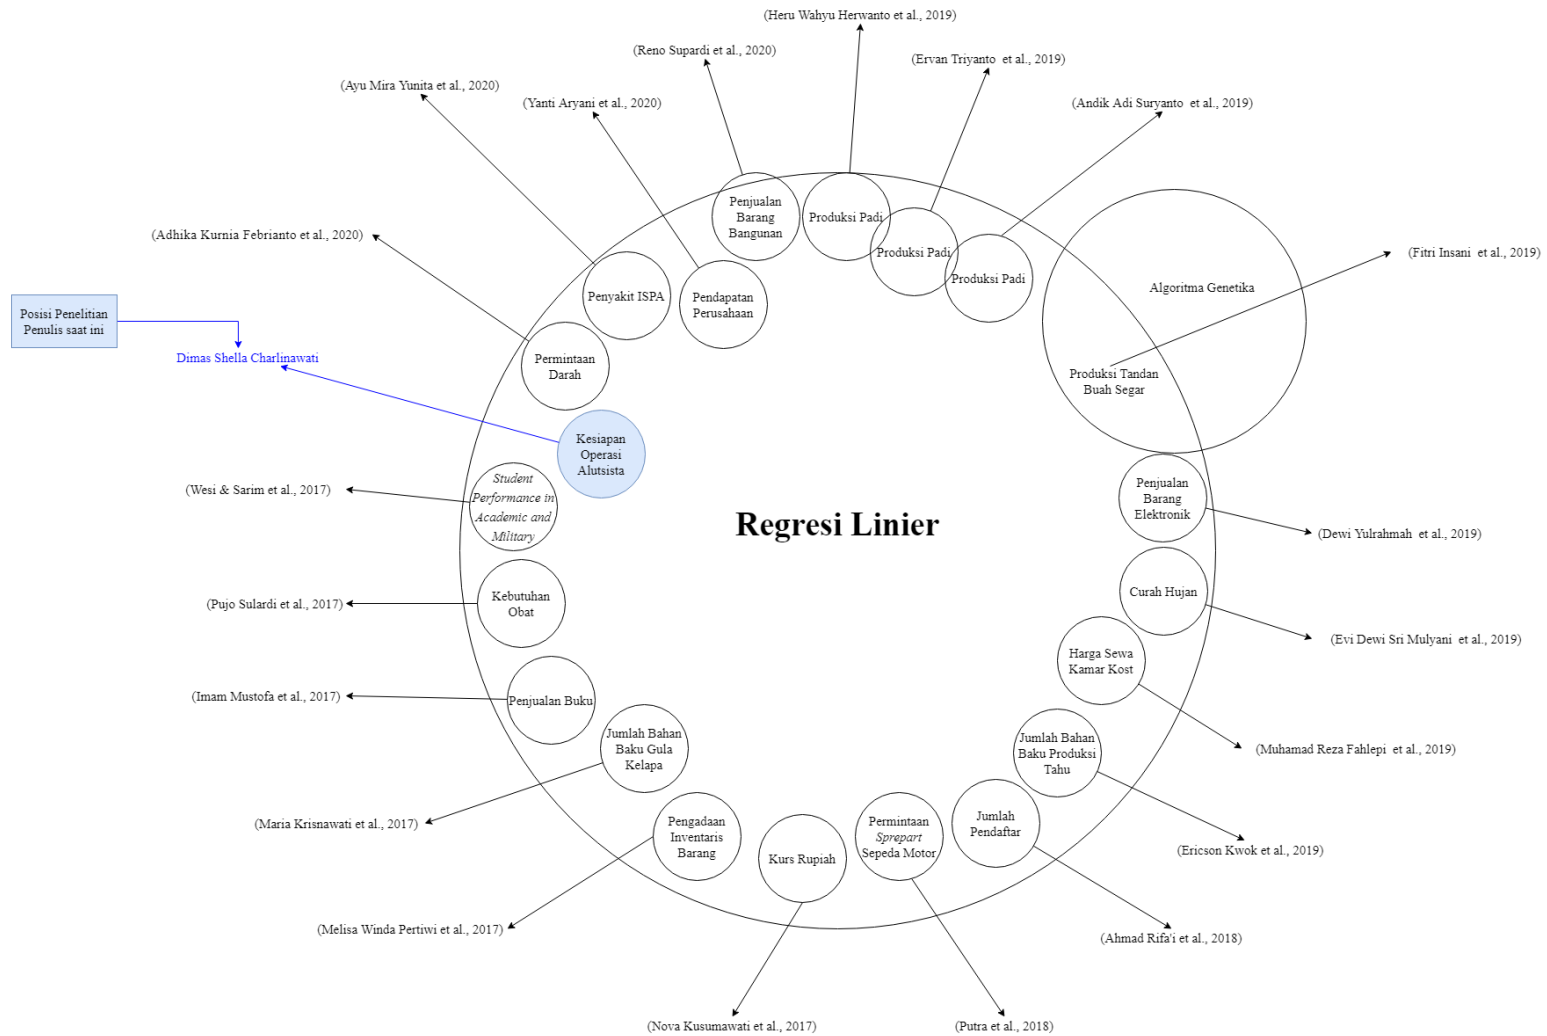 (Heru Wahyu Herwanto et al., 2019)
(Reno Supardi et al., 2020)
(Ervan Triyanto et al., 2019)
(Ayu Mira Yunita et al., 2020)
(Yanti Aryani et al., 2020)
(Andik Adi Suryanto et al., 2019)
Penjualan
Barang
Bangunan
Produksi Padi
Produksi Padi
Produksi Padi
(Adhika Kurnia Febrianto et al., 2020)
(Fitri Insani et al., 2019)
Algoritma Genetika
Penyakit ISPA
Pendapatan
Perusahaan
Posisi Penelitian
Penulis saat ini
Dimas Shella Charlinawati
Permintaan
Darah
Produksi Tandan
Buah Segar
Kesiapan
Operasi
Alutsista
(Wesi & Sarim et al., 2017)
Student
Performance in
Academic and
Military
Regresi Linier
Penjualan
Barang
Elektronik
(Dewi Yulrahmah et al., 2019)
(Pujo Sulardi et al., 2017)
Kebutuhan
Obat
Curah Hujan
(Evi Dewi Sri Mulyani et al., 2019)
Harga Sewa
Kamar Kost
(Imam Mustofa et al., 2017)
Penjualan Buku
Jumlah Bahan
Baku Gula
Kelapa
Jumlah Bahan
Baku Produksi
Tahu
(Muhamad Reza Fahlepi et al., 2019)
(Maria Krisnawati et al., 2017)
Pengadaan
Inventaris
Barang
Kurs Rupiah
Permintaan
Sprepart
Sepeda Motor
Jumlah
Pendaftar
(Ericson Kwok et al., 2019)
(Melisa Winda Pertiwi et al., 2017)
(Ahmad Rifa'i et al., 2018)
(Nova Kusumawati et al., 2017)
(Putra et al., 2018)